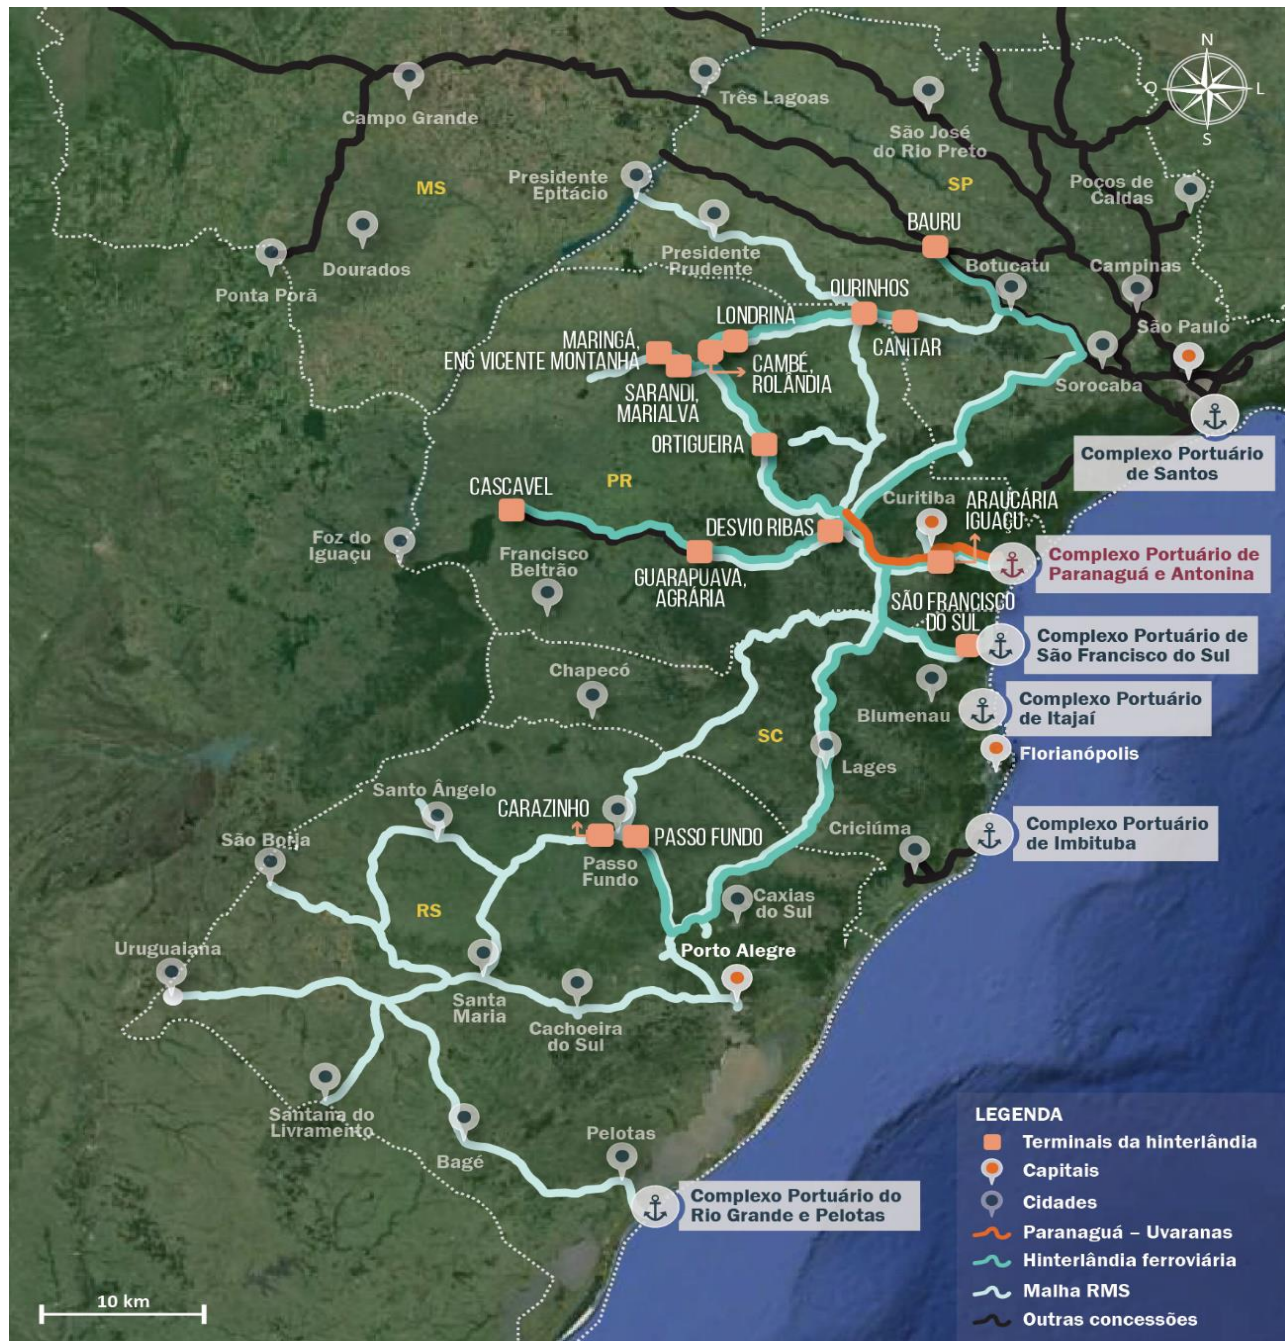 N
O
L
S
Campo Grande
Três Lagoas
São José
do Rio Preto
MS
SP
Presidente
Epitácio
Poços de
Caldas
BAURU
Dourados
Presidente
Prudente
Botucatu
Campinas
Ponta Porã
OURINHOS
LONDRINA
São Paulo
MARINGÁ,
ENG VICENTE MONTANHA
CANITAR
CAMBÉ,
ROLÂNDIA
Sorocaba
SARANDI,
MARIALVA
ORTIGUEIRA
Complexo Portuário
de Santos
PR
CASCAVEL
Curitiba
ARAUCÁRIA
IGUAÇU
DESVIO RIBAS
Foz do
Iguaçu
Francisco
Beltrão
Complexo Portuário de
Paranaguá e Antonina
GUARAPUAVA,
AGRÁRIA
SÃO FRANCISCO
DO SUL
Complexo Portuário de
São Francisco do Sul
Chapecó
Blumenau
Complexo Portuário
de Itajaí
SC
Florianópolis
Lages
Santo Ângelo
CARAZINHO
São Borja
Criciúma
Complexo Portuário
de Imbituba
PASSO FUNDO
Passo
Fundo
Caxias
do Sul
RS
Uruguaiana
Porto Alegre
Santa
Maria
Cachoeira
do Sul
Santana do
Livramento
Pelotas
Bagé
Complexo Portuário do
Rio Grande e Pelotas
LEGENDA
Terminais da hinterlândia
Capitais
Cidades
Paranaguá – Uvaranas
Hinterlândia ferroviária
Malha RMS
Outras concessões
10 km